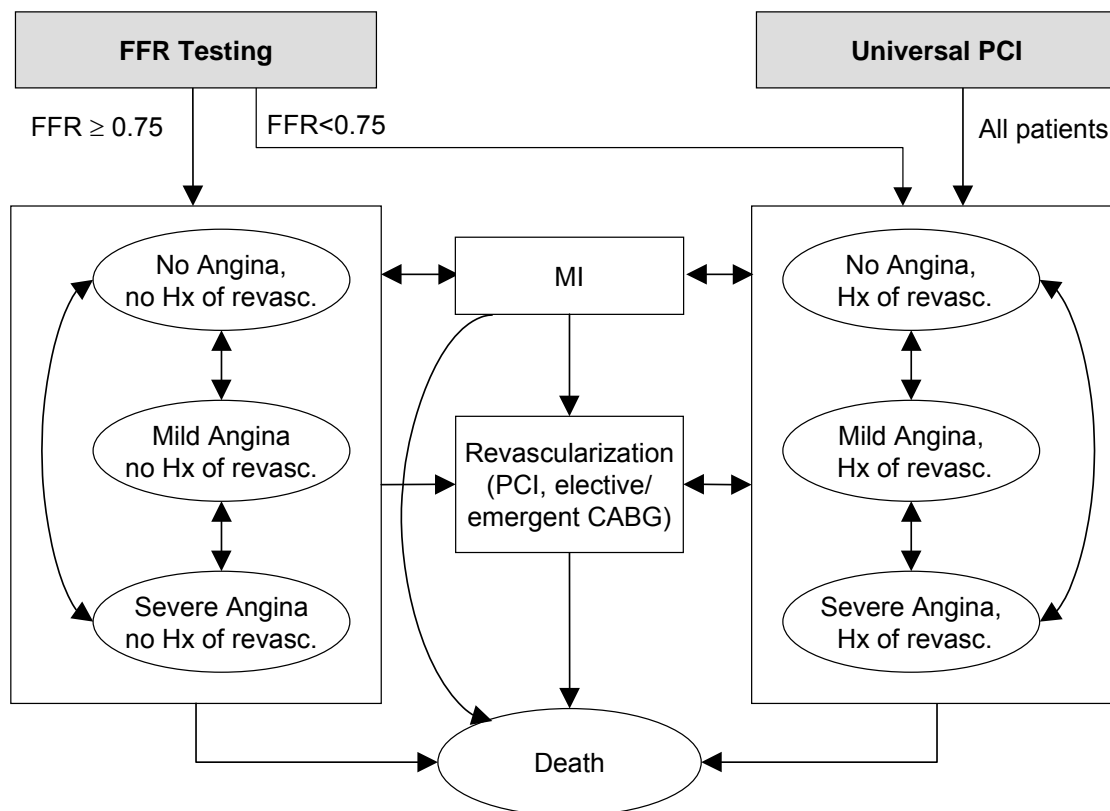 FFR Testing
Universal PCI
FFR ≥ 0.75
FFR<0.75
All patients
No Angina,
no Hx of revasc.
Mild Angina
no Hx of revasc.
Severe Angina
no Hx of revasc.
MI
Revascularization
(PCI, elective/
emergent CABG)
No Angina,
Hx of revasc.
Mild Angina,
Hx of revasc.
Severe Angina,
Hx of revasc.
Death